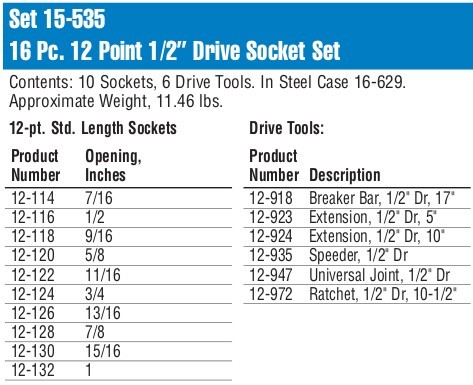 Set 15-535
16 Pc. 12 Point 1/2" Drive Socket Set
Contents: 10 Sockets, 6 Drive Tools. In Steel Case 16-629.
Approximate Weight, 11.46 lbs.
12-pt. Std. Length Sockets
Product Opening,
Number Inches
12-114 7/16
12-116 1/2
12-118 9/16
12-120 5/8
12-122 11/16
12-124 3/4
12-126 13/16
12-128 7/8
12-130 15/16
12-132 1
Drive Tools:
Product
Number Description
12-918 Breaker Bar, 1/2" Dr, 17"
12-923 Extension, 1/2" Dr, 5"
12-924 Extension, 1/2" Dr, 10"
12-935 Speeder, 1/2" Dr
12-947 Universal Joint, 1/2" Dr
12-972 Ratchet, 1/2" Dr, 10-1/2"